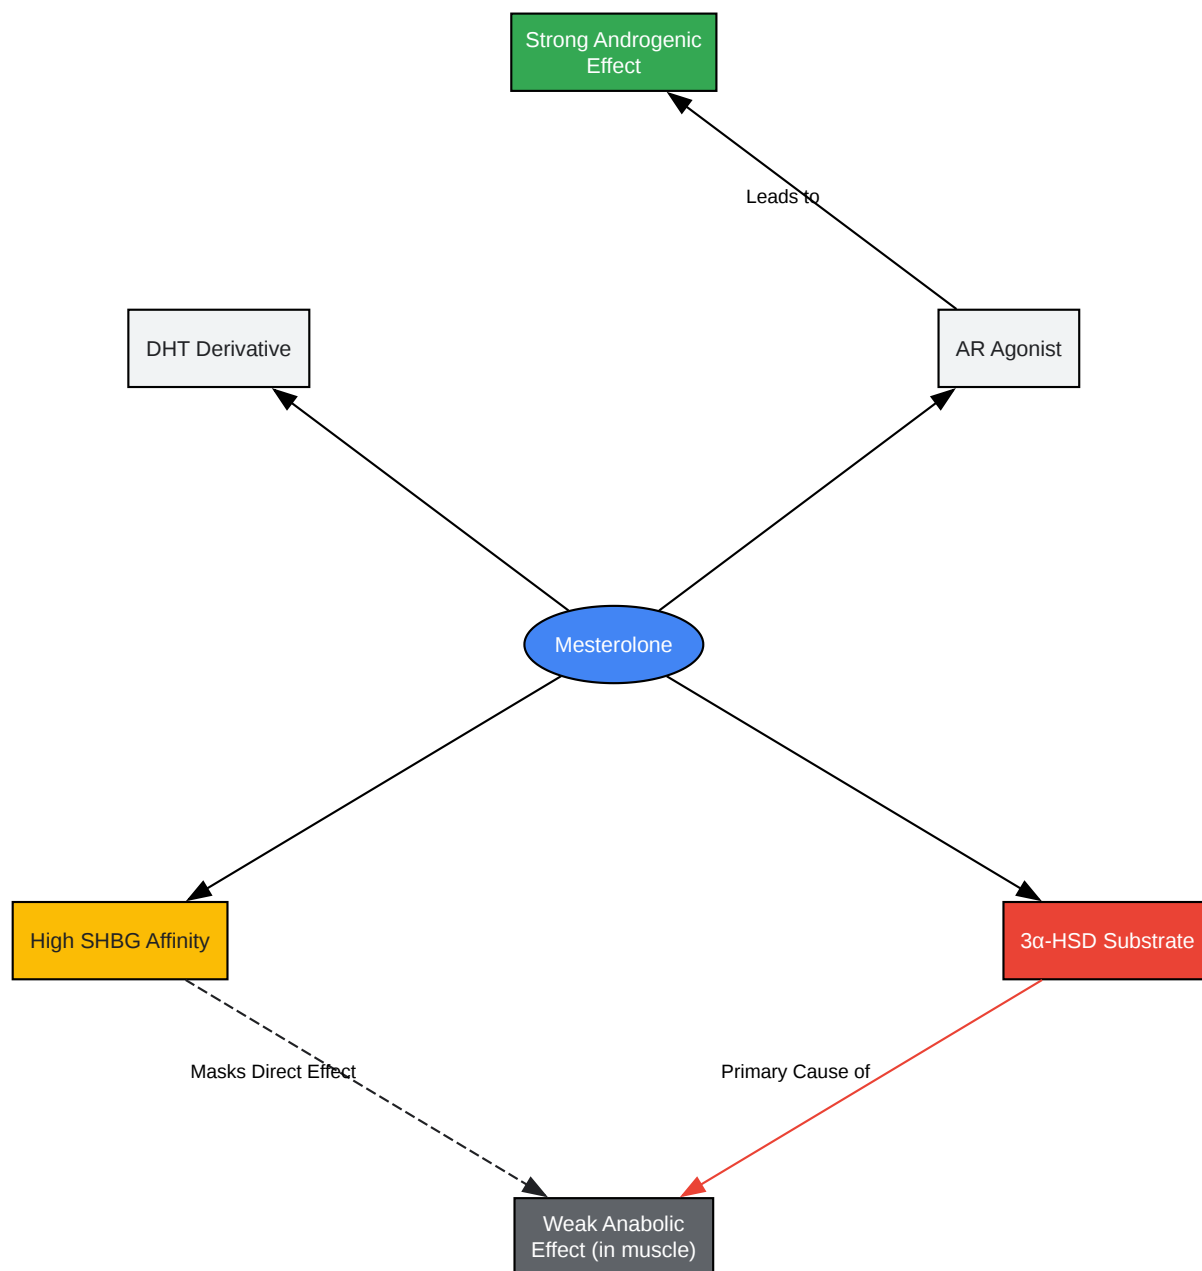 Strong Androgenic
Effect
Leads to
DHT Derivative
AR Agonist
Mesterolone
High SHBG Affinity
3α-HSD Substrate
Masks Direct Effect
Primary Cause of
Weak Anabolic
Effect (in muscle)